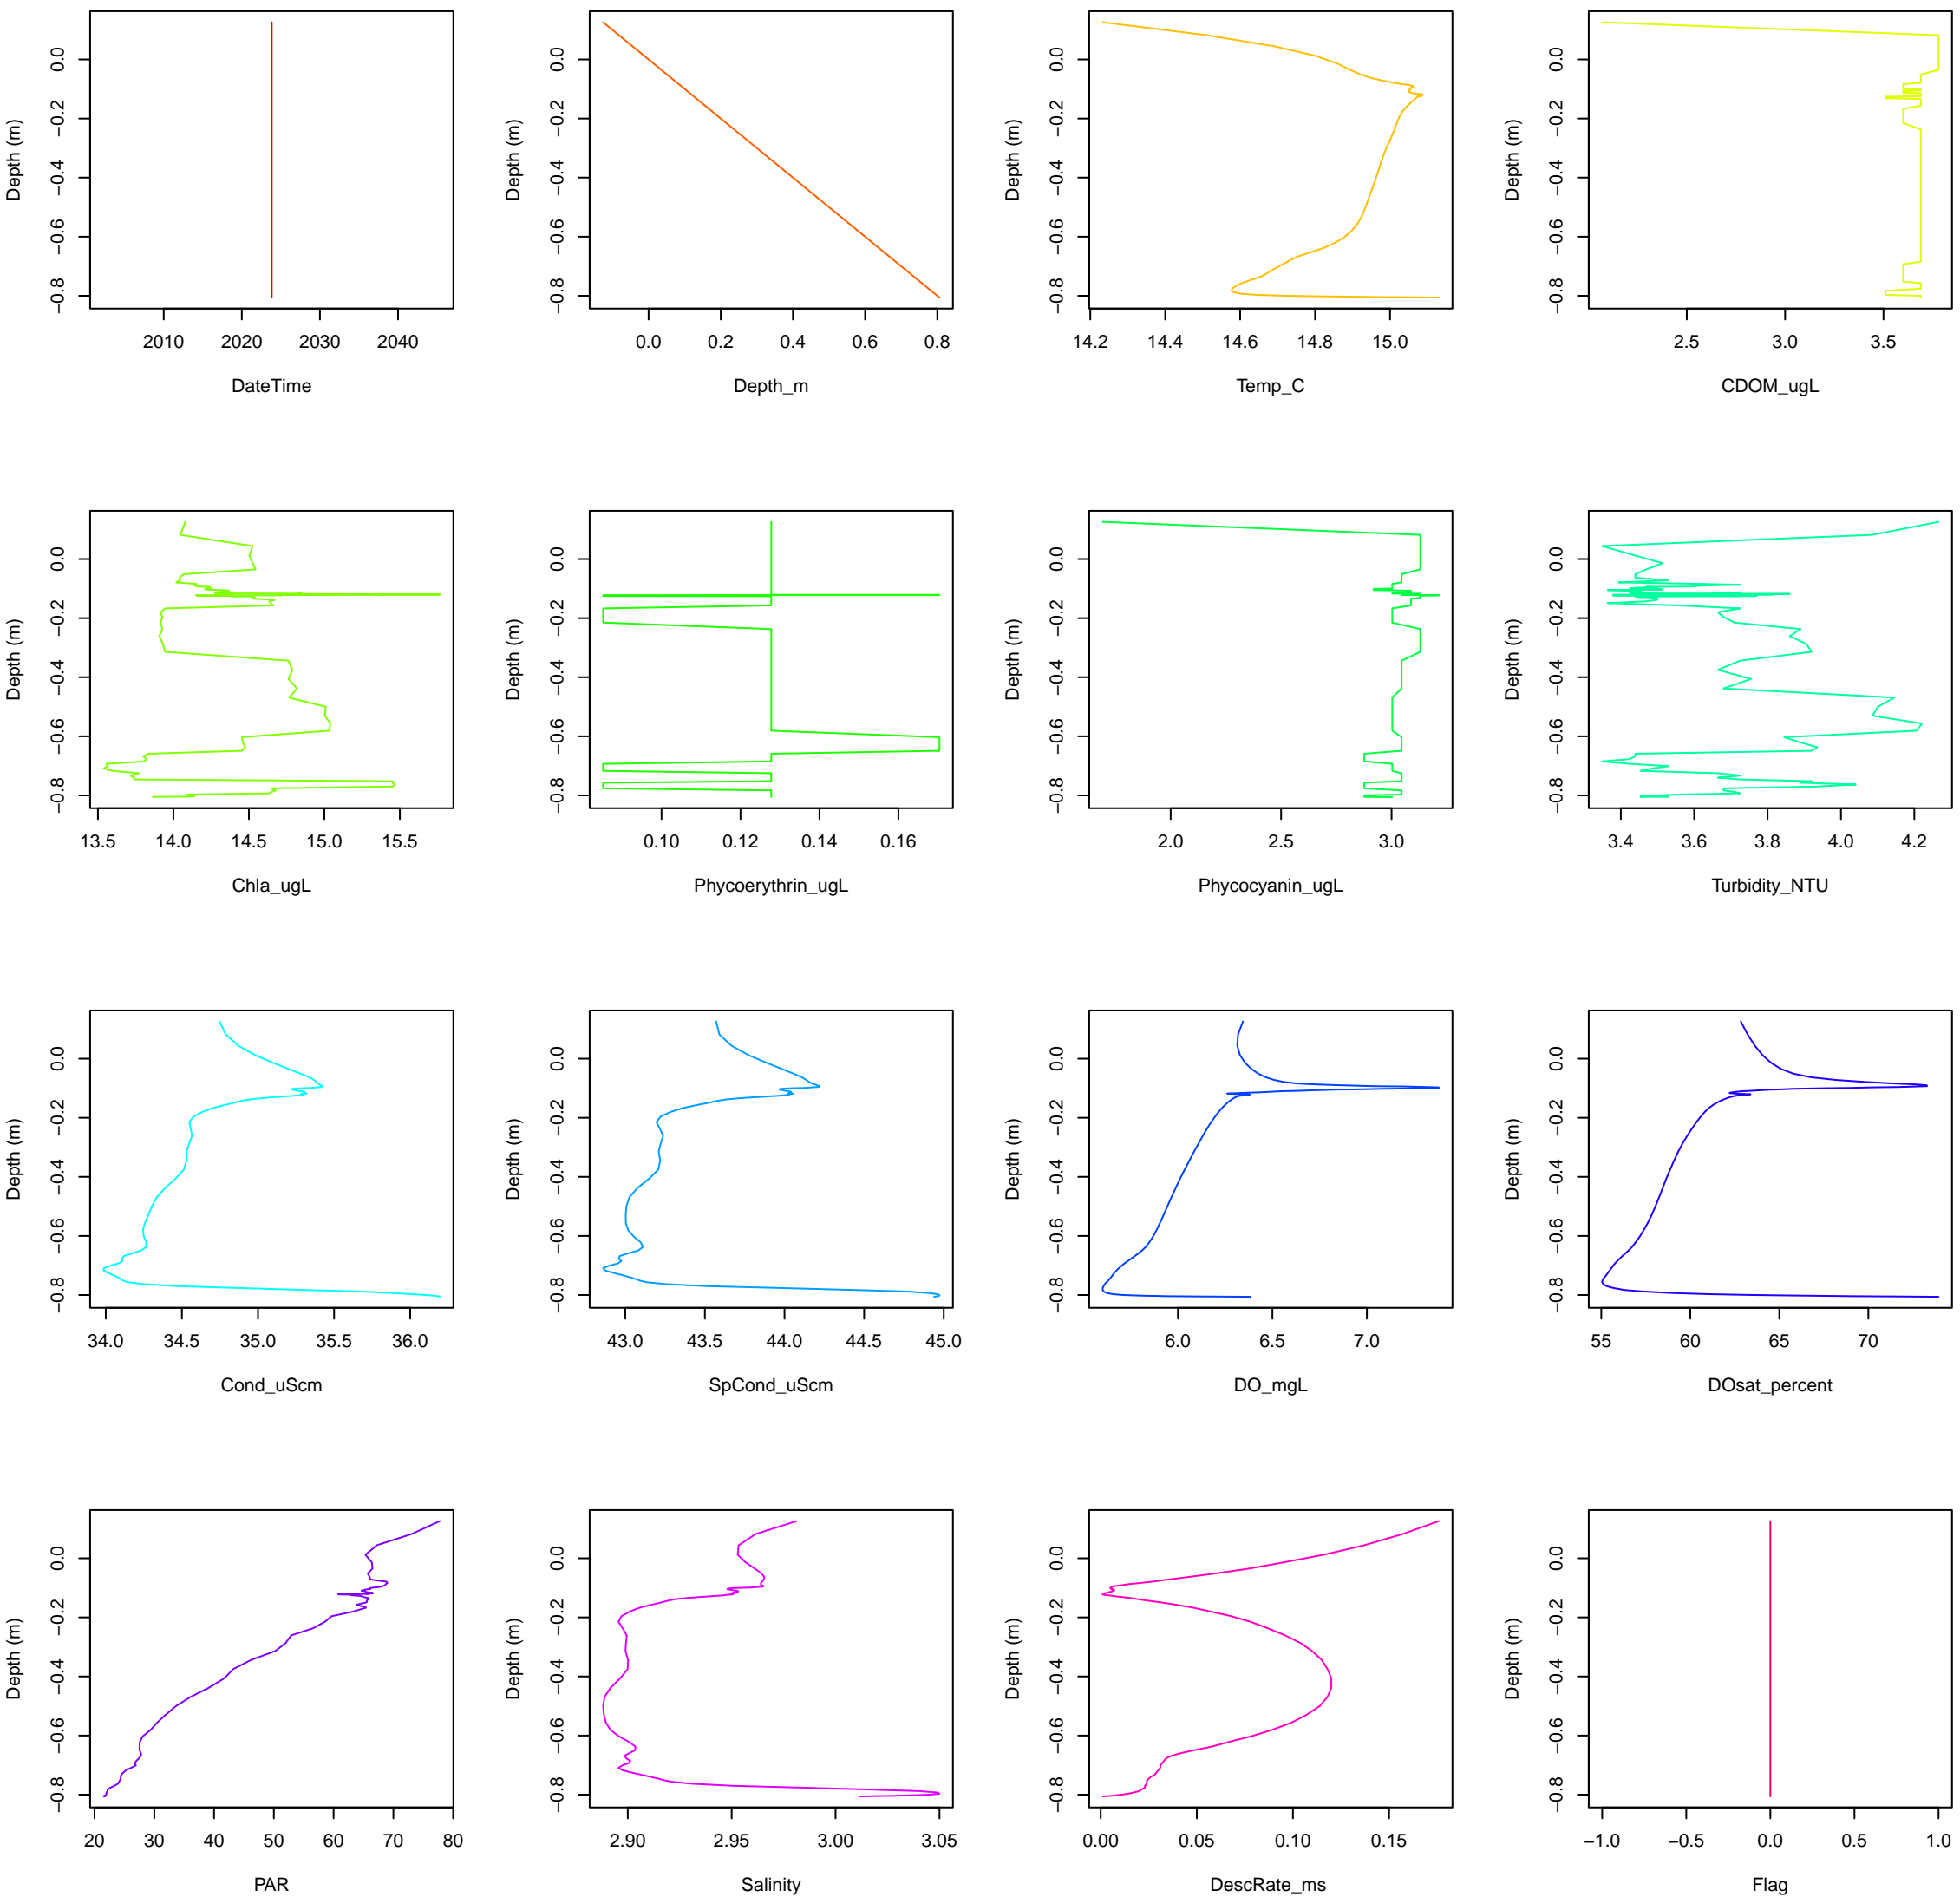 Depth (m)
0.0
−0.2
−0.4
−0.6
−0.8
2010 2020 2030 2040
DateTime
Depth (m)
0.0
−0.2
−0.4
−0.6
−0.8
0.0 0.2 0.4 0.6 0.8
Depth_m
Depth (m)
0.0
−0.2
−0.4
−0.6
−0.8
14.2 14.4 14.6 14.8 15.0
Temp_C
Depth (m)
0.0
−0.2
−0.4
−0.6
−0.8
2.5 3.0 3.5
CDOM_ugL
Depth (m)
0.0
−0.2
−0.4
−0.6
−0.8
13.5 14.0 14.5 15.0 15.5
Chla_ugL
Depth (m)
0.0
−0.2
−0.4
−0.6
−0.8
0.10 0.12 0.14 0.16
Phycoerythrin_ugL
Depth (m)
0.0
−0.2
−0.4
−0.6
−0.8
2.0 2.5 3.0
Phycocyanin_ugL
Depth (m)
0.0
−0.2
−0.4
−0.6
−0.8
3.4 3.6 3.8 4.0 4.2
Turbidity_NTU
Depth (m)
0.0
−0.2
−0.4
−0.6
−0.8
34.0 34.5 35.0 35.5 36.0
Cond_uScm
Depth (m)
0.0
−0.2
−0.4
−0.6
−0.8
43.0 43.5 44.0 44.5 45.0
SpCond_uScm
Depth (m)
0.0
−0.2
−0.4
−0.6
−0.8
6.0 6.5 7.0
DO_mgL
Depth (m)
0.0
−0.2
−0.4
−0.6
−0.8
55 60 65 70
DOsat_percent
Depth (m)
0.0
−0.2
−0.4
−0.6
−0.8
20 30 40 50 60 70 80
PAR
Depth (m)
0.0
−0.2
−0.4
−0.6
−0.8
2.90 2.95 3.00 3.05
Salinity
Depth (m)
0.0
−0.2
−0.4
−0.6
−0.8
0.00 0.05 0.10 0.15
DescRate_ms
Depth (m)
0.0
−0.2
−0.4
−0.6
−0.8
−1.0 −0.5 0.0 0.5 1.0
Flag